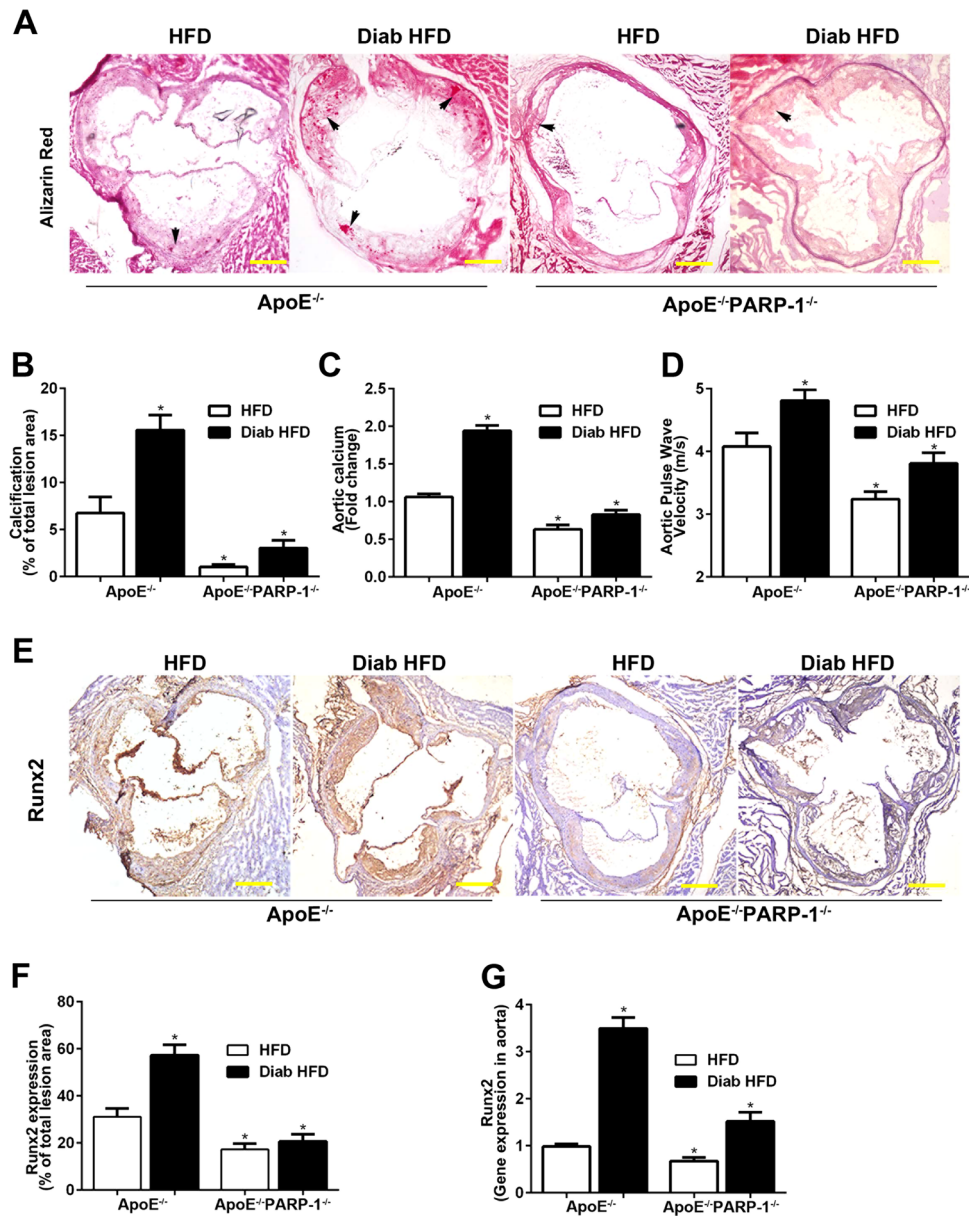 A
HFD
Diab HFD
HFD
Diab HFD
Alizarin Red
ApoE⁻/⁻
ApoE⁻/⁻PARP-1⁻/⁻
B
Calcification
(% of total lesion area)
20
15
10
5
0
*
*
*
HFD
Diab HFD
ApoE⁻/⁻
ApoE⁻/⁻PARP-1⁻/⁻
C
Aortic calcium
(Fold change)
2.5
2.0
1.5
1.0
0.5
0.0
*
*
*
HFD
Diab HFD
ApoE⁻/⁻
ApoE⁻/⁻PARP-1⁻/⁻
D
Aortic Pulse Wave
Velocity (m/s)
5
4
3
2
*
*
*
HFD
Diab HFD
ApoE⁻/⁻
ApoE⁻/⁻PARP-1⁻/⁻
E
HFD
Diab HFD
HFD
Diab HFD
Runx2
ApoE⁻/⁻
ApoE⁻/⁻PARP-1⁻/⁻
F
Runx2 expression
(% of total lesion area)
80
60
40
20
0
*
*
*
HFD
Diab HFD
ApoE⁻/⁻
ApoE⁻/⁻PARP-1⁻/⁻
G
Runx2
(Gene expression in aorta)
4
3
2
1
0
*
*
*
HFD
Diab HFD
ApoE⁻/⁻
ApoE⁻/⁻PARP-1⁻/⁻